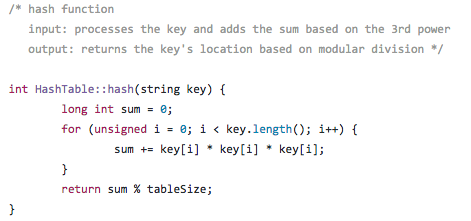 /* hash function
input: processes the key and adds the sum based on the 3rd power
output: returns the key's location based on modular division */
int HashTable::hash(string key) {
long int sum = 0;
for (unsigned i = 0; i < key.length(); i++) {
sum += key[i] * key[i] * key[i];
}
return sum % tableSize;
}